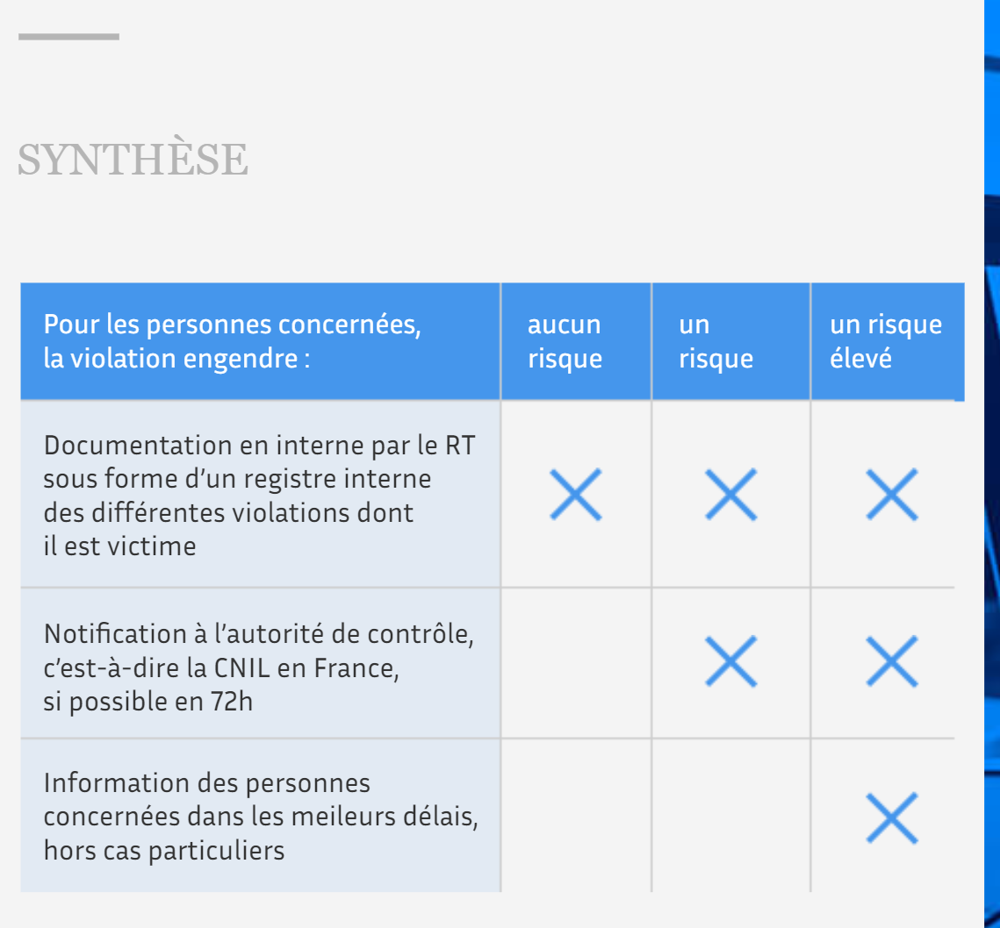 SYNTHÈSE
Pour les personnes concernées,
la violation engendre :
aucun
risque
un
risque
un risque
élevé
Documentation en interne par le RT
sous forme d’un registre interne
des différentes violations dont
il est victime
Notification à l’autorité de contrôle,
c’est-à-dire la CNIL en France,
si possible en 72h
Information des personnes
concernées dans les meileurs délais,
hors cas particuliers